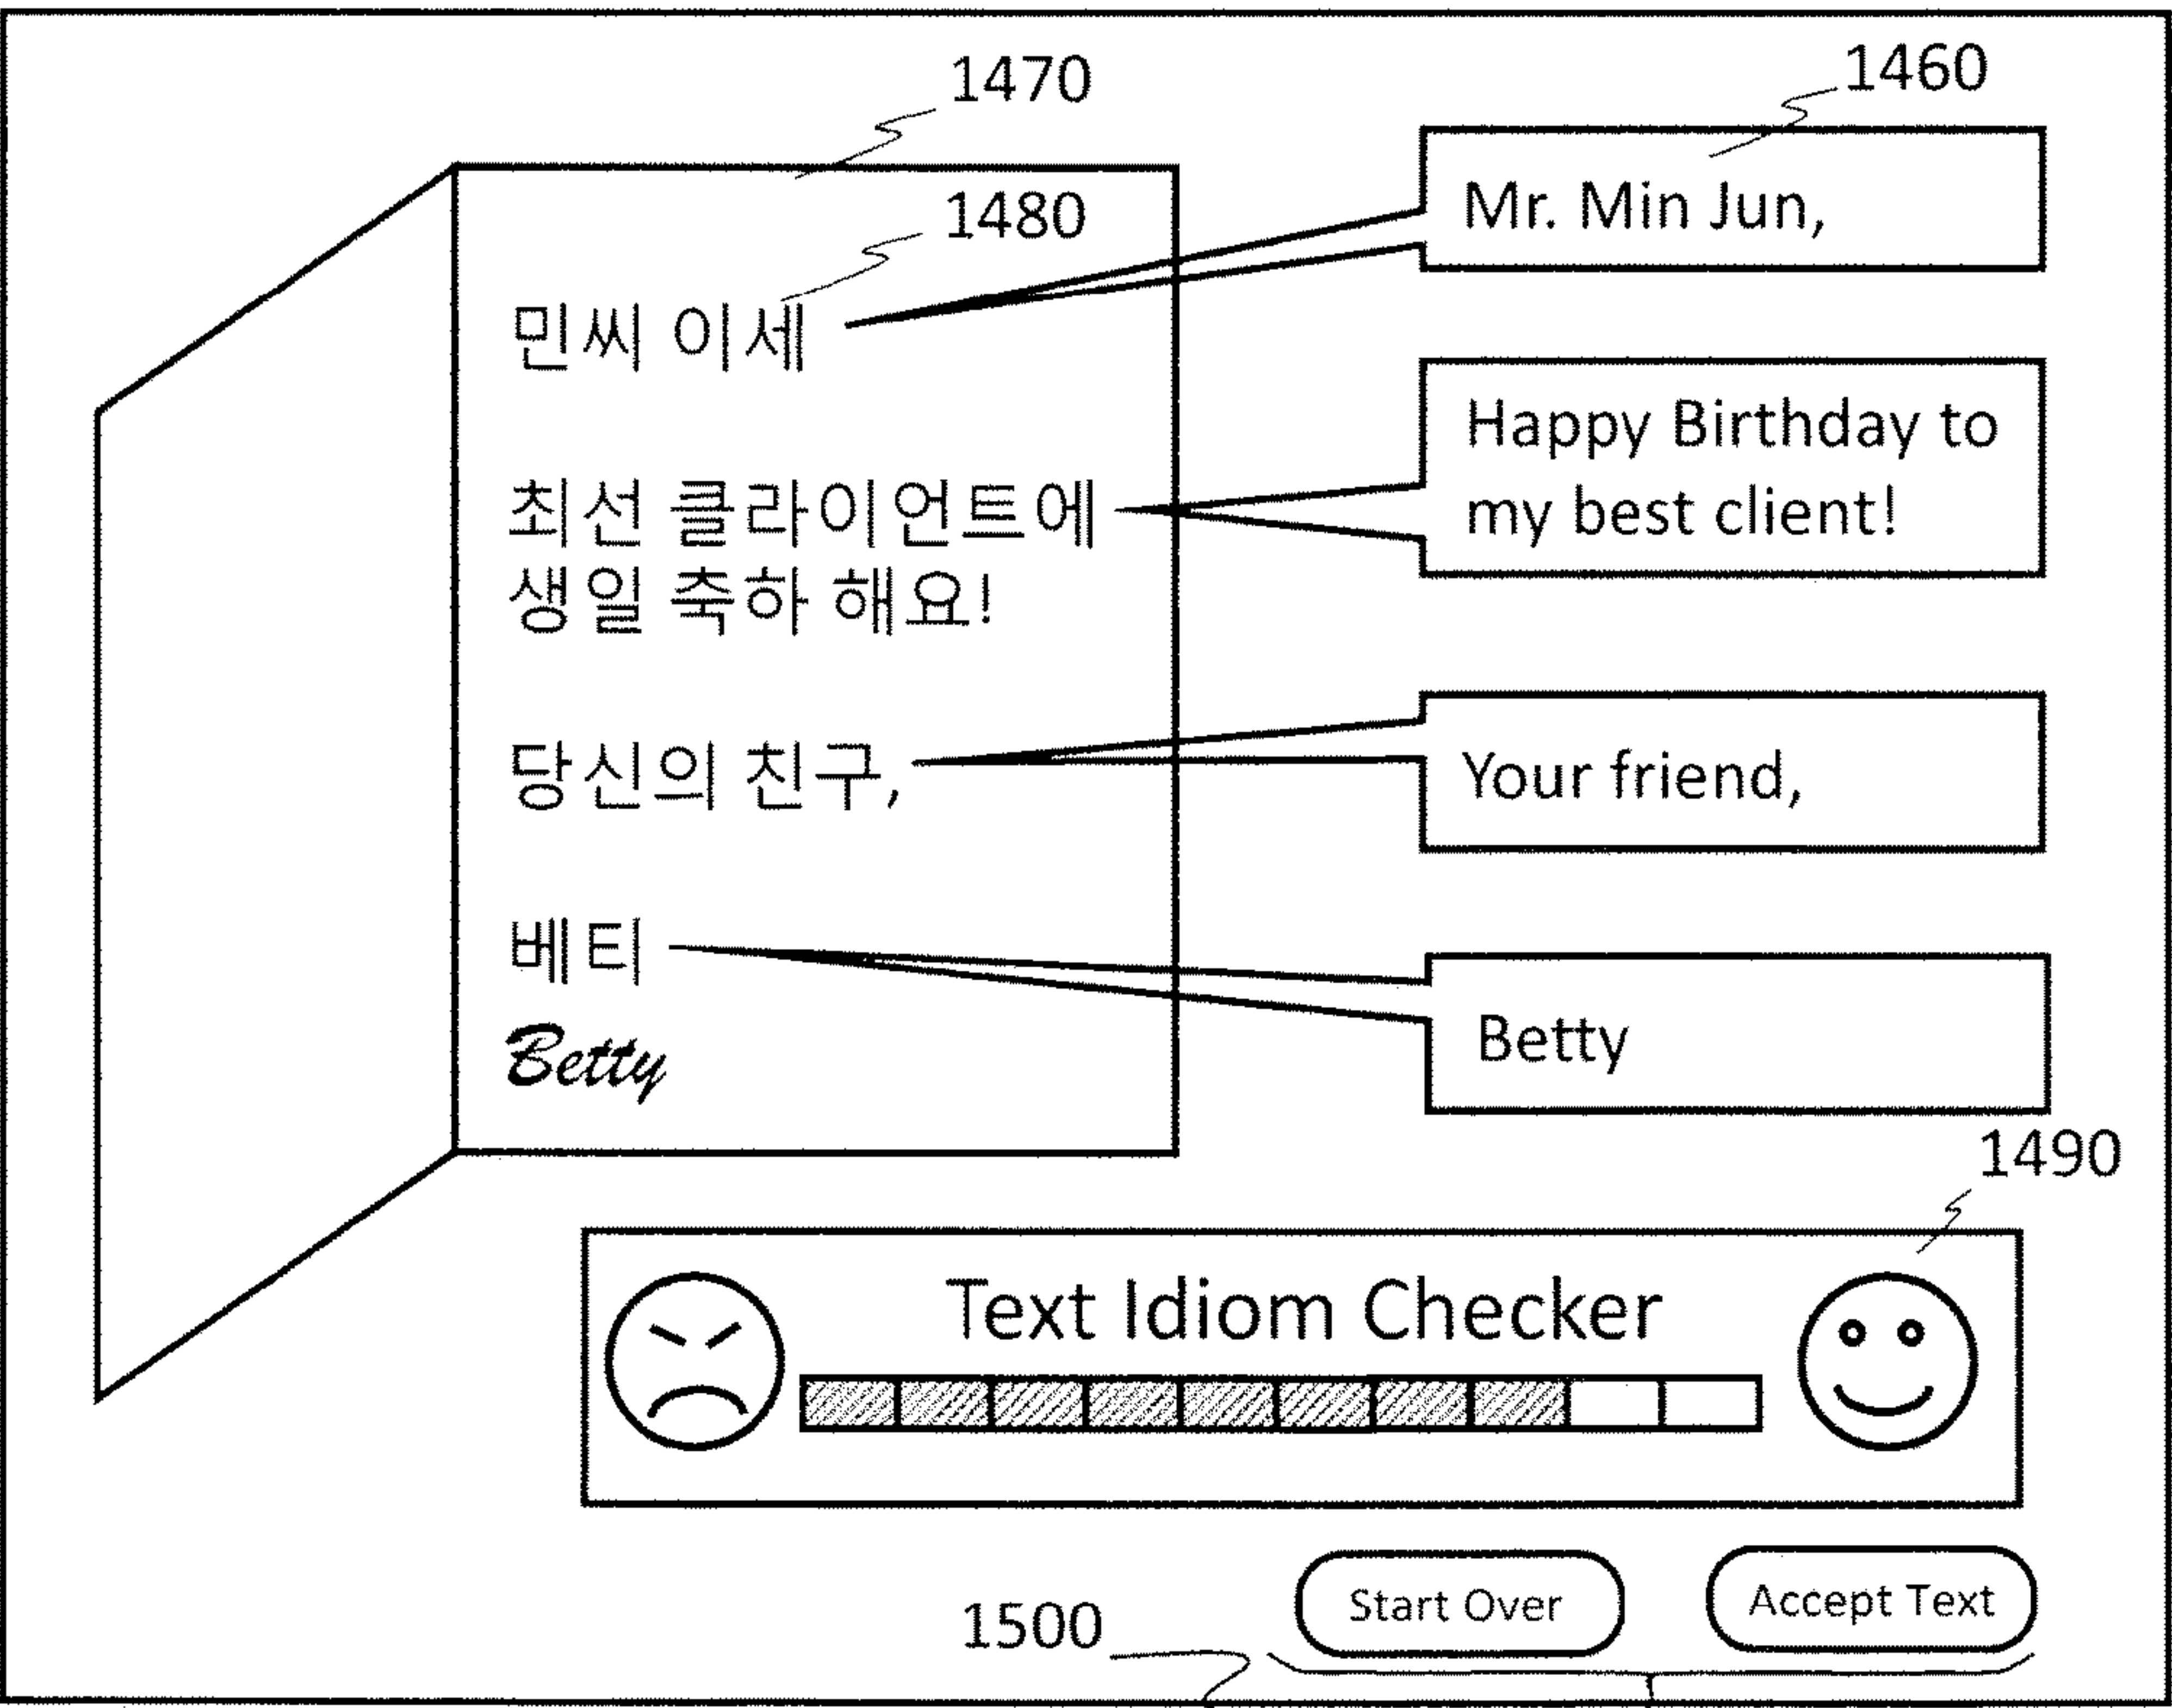 1470
1460
1480
Mr. Min Jun,
민씨 이세
Happy Birthday to
my best client!
최선 클라이언트에
생일 축하 해요!
당신의 친구,
Your friend,
베티
Betty
Betty
1490
Text Idiom Checker
Start Over
Accept Text
1500